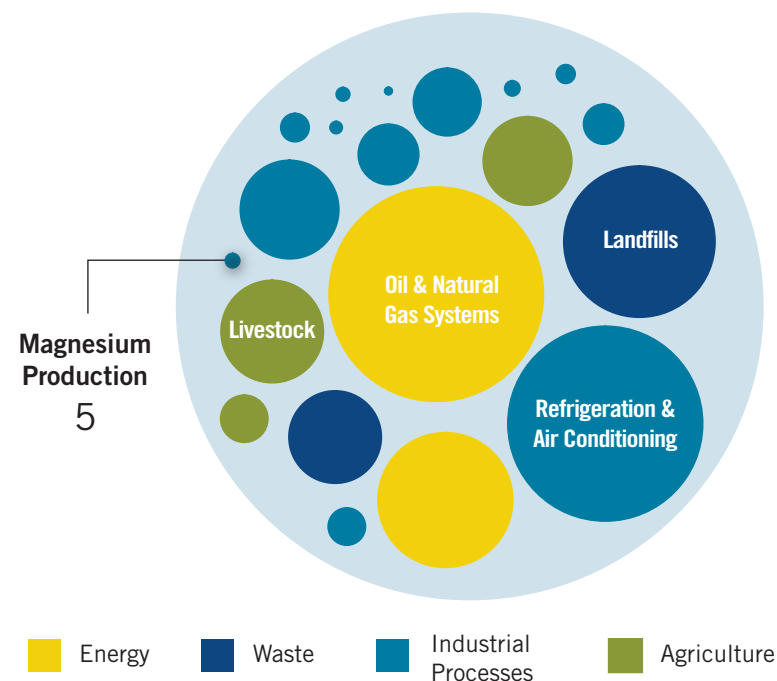 Landfills
Oil & Natural
Gas Systems
Livestock
Magnesium
Production
5
Refrigeration &
Air Conditioning
Energy
Waste
Industrial
Processes
Agriculture